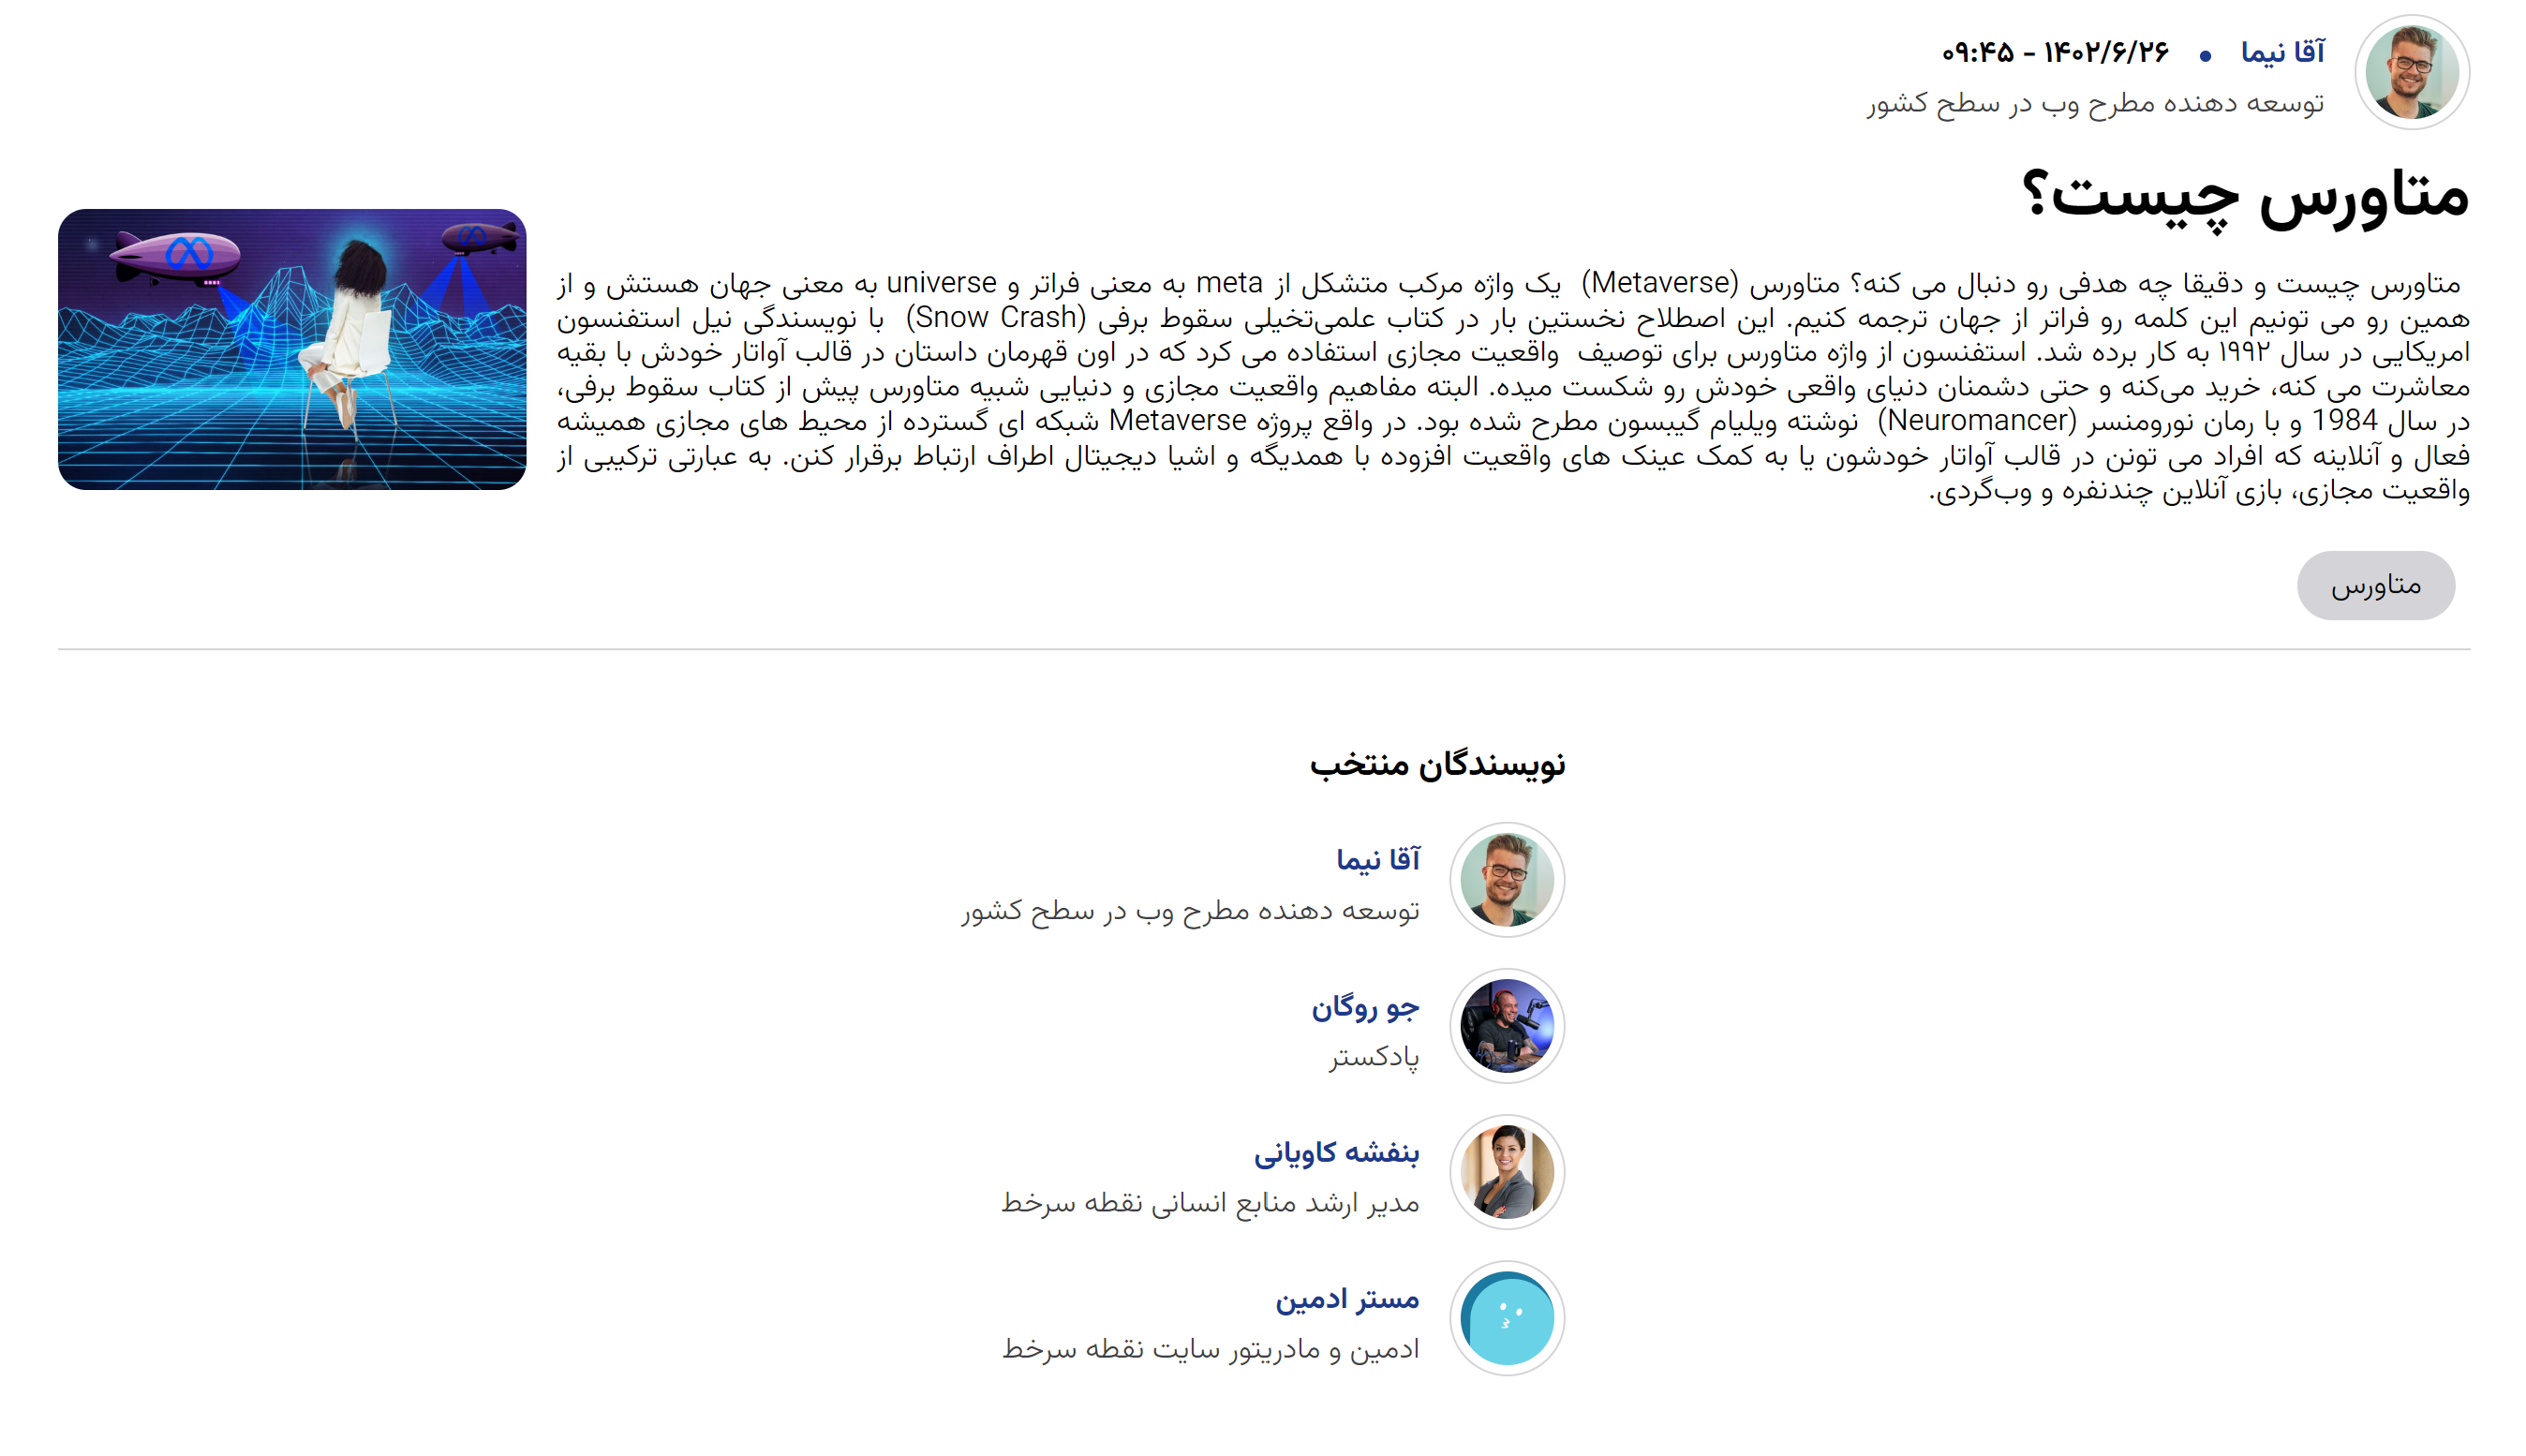 آقا نیما • ۱۴۰۲/۶/۲۶ - ۰۹:۴۵
توسعه دهنده مطرح وب در سطح کشور
متاورس چیست؟
متاورس چیست و دقیقا چه هدفی رو دنبال می کنه؟ متاورس (Metaverse) یک واژه مرکب متشکل از meta به معنی فراتر و universe به معنی جهان هستش و از
همین رو می تونیم این کلمه رو فراتر از جهان ترجمه کنیم. این اصطلاح نخستین بار در کتاب علمی‌تخیلی سقوط برفی (Snow Crash) با نویسندگی نیل استفنسون
امریکایی در سال ۱۹۹۲ به کار برده شد. استفنسون از واژه متاورس برای توصیف واقعیت مجازی استفاده می کرد که در اون قهرمان داستان در قالب آواتار خودش با بقیه
معاشرت می کنه، خرید می‌کنه و حتی دشمنان دنیای واقعی خودش رو شکست میده. البته مفاهیم واقعیت مجازی و دنیایی شبیه متاورس پیش از کتاب سقوط برفی،
در سال 1984 و با رمان نورومنسر (Neuromancer) نوشته ویلیام گیبسون مطرح شده بود. در واقع پروژه Metaverse شبکه ای گسترده از محیط های مجازی همیشه
فعال و آنلاینه که افراد می تونن در قالب آواتار خودشون یا به کمک عینک های واقعیت افزوده با همدیگه و اشیا دیجیتال اطراف ارتباط برقرار کنن. به عبارتی ترکیبی از
واقعیت مجازی، بازی آنلاین چندنفره و وب‌گردی.
متاورس
نویسندگان منتخب
آقا نیما
توسعه دهنده مطرح وب در سطح کشور
جو روگان
پادکستر
بنفشه کاویانی
مدیر ارشد منابع انسانی نقطه سرخط
مستر ادمین
ادمین و مادریتور سایت نقطه سرخط